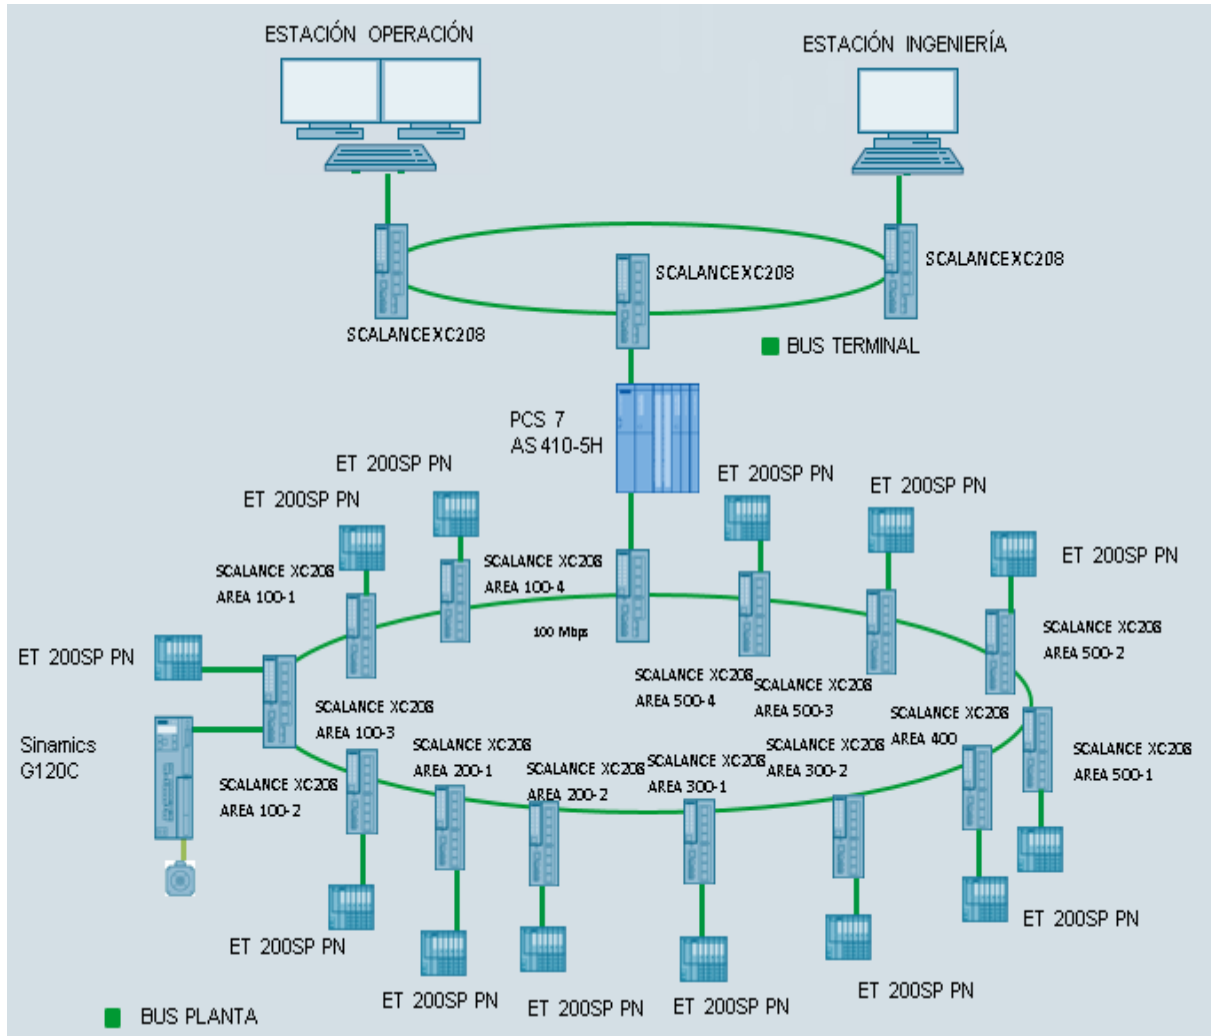 ESTACIÓN OPERACIÓN
ESTACIÓN INGENIERÍA
SCALANCE XC208
SCALANCE XC208
SCALANCE XC208
BUS TERMINAL
PCS 7
AS 410-5H
ET 200SP PN
ET 200SP PN
ET 200SP PN
ET 200SP PN
ET 200SP PN
SCALANCE XC208
AREA 100-1
SCALANCE XC208
AREA 100-4
100 Mbps
SCALANCE XC208
AREA 500-2
ET 200SP PN
SCALANCE XC208
AREA 500-4
SCALANCE XC208
AREA 500-3
SCALANCE XC208
AREA 100-3
SCALANCE XC208
AREA 400
Sinamics
G120C
SCALANCE XC208
AREA 200-1
SCALANCE XC208
AREA 300-2
SCALANCE XC208
AREA 500-1
SCALANCE XC208
AREA 100-2
SCALANCE XC208
AREA 200-2
SCALANCE XC208
AREA 300-1
ET 200SP PN
ET 200SP PN
ET 200SP PN
ET 200SP PN
ET 200SP PN
ET 200SP PN
BUS PLANTA